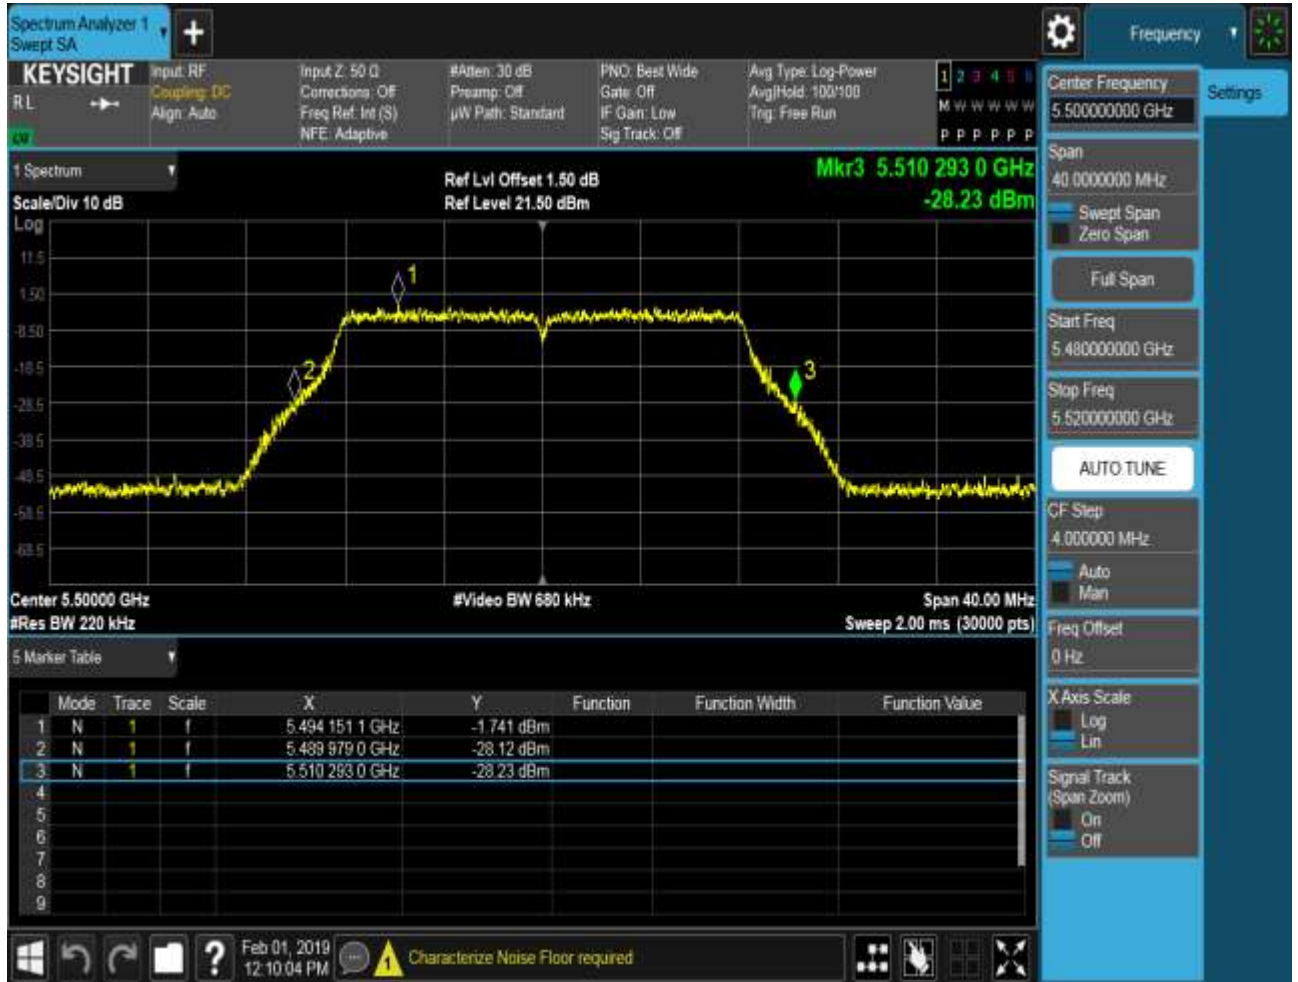 Spectrum Analyzer 1
Swept SA
+
Frequency
KEYSIGHT
RL
Input: RF
Coupling: DC
Align: Auto
Input Z: 50 Ω
Corrections: Off
Freq Ref: Int (S)
NFE: Adaptive
#Atten: 30 dB
Preamp: Off
µW Path: Standard
PNO: Best Wide
Gate: Off
IF Gain: Low
Sig Track: Off
Avg Type: Log-Power
Avg|Hold: 100/100
Trig: Free Run
1 2 3 4 5 6
M W W W W W
P P P P P P
1 Spectrum
Scale/Div 10 dB
Ref Lvl Offset 1.50 dB
Ref Level 21.50 dBm
Mkr3 5.510 293 0 GHz
-28.23 dBm
Log
11.5
1.50
-8.50
-18.5
-28.5
-38.5
-48.5
-58.5
-68.5
1
2
3
Center 5.50000 GHz
#Res BW 220 kHz
#Video BW 680 kHz
Span 40.00 MHz
Sweep 2.00 ms (30000 pts)
5 Marker Table
Mode Trace Scale X Y Function Function Width Function Value
1 N 1 f 5.494 151 1 GHz -1.741 dBm
2 N 1 f 5.489 979 0 GHz -28.12 dBm
3 N 1 f 5.510 293 0 GHz -28.23 dBm
4
5
6
7
8
9
Feb 01, 2019
12:10:04 PM
?
1
Characterize Noise Floor required
Center Frequency
5.500000000 GHz
Settings
Span
40.0000000 MHz
Swept Span
Zero Span
Full Span
Start Freq
5.480000000 GHz
Stop Freq
5.520000000 GHz
AUTO TUNE
CF Step
4.000000 MHz
Auto
Man
Freq Offset
0 Hz
X Axis Scale
Log
Lin
Signal Track
(Span Zoom)
On
Off